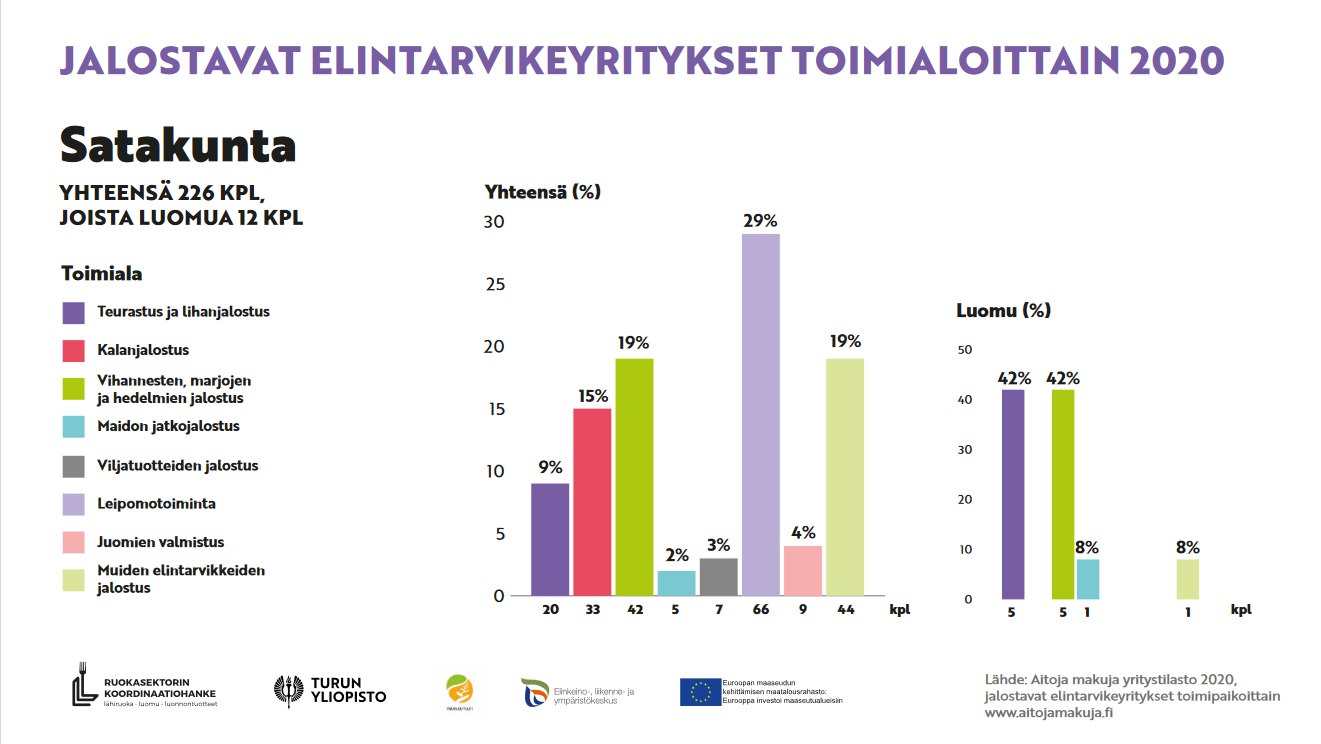 JALOSTAVAT ELINTARVIKEYRITYKSET TOIMIALOITTAIN 2020
Satakunta
YHTEENSÄ 226 KPL,
JOISTA LUOMUA 12 KPL
Toimiala
Teurastus ja lihanjalostus
Kalanjalostus
Vihannesten, marjojen
ja hedelmien jalostus
Maidon jatkojalostus
Viljatuotteiden jalostus
Leipomotoiminta
Juomien valmistus
Muiden elintarvikkeiden
jalostus
Yhteensä (%)
30
25
20
15
10
5
0
9%
15%
19%
2%
3%
29%
4%
19%
20 33 42 5 7 66 9 44 kpl
Luomu (%)
50
40
30
20
10
0
42% 42%
8% 8%
5 5 1 1 kpl
RUOKASEKTORIN
KOORDINAATIOHANKE
lähiruoka · luomu · luonnontuotteet
TURUN
YLIOPISTO
Elinkeino-, liikenne- ja
ympäristökeskus
Euroopan maaseudun
kehittämisen maatalousrahasto:
Eurooppa investoi maaseutualueisiin
Lähde: Aitoja makuja yritystilasto 2020,
jalostavat elintarvikeyritykset toimipaikoittain
www.aitojamakuja.fi